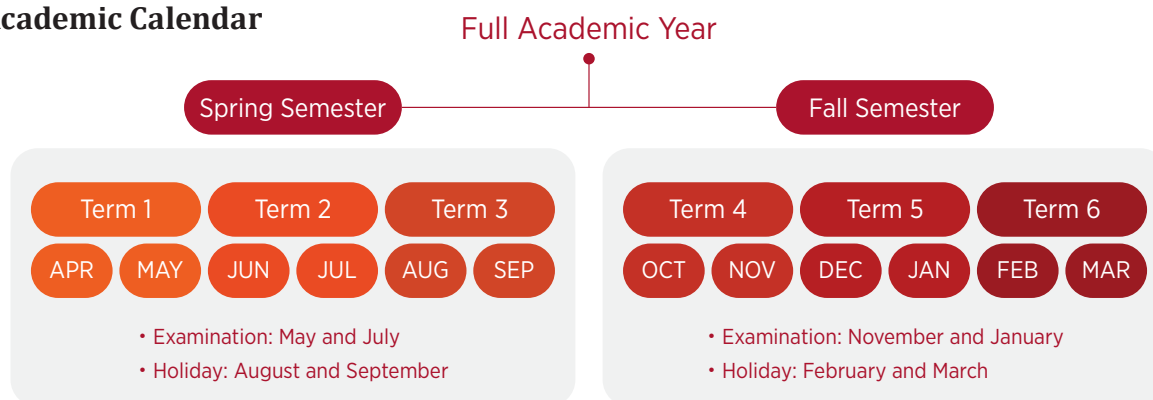 cademic Calendar
Full Academic Year
Spring Semester
Fall Semester
Term 1 Term 2 Term 3
APR MAY JUN JUL AUG SEP
• Examination: May and July
• Holiday: August and September
Term 4 Term 5 Term 6
OCT NOV DEC JAN FEB MAR
• Examination: November and January
• Holiday: February and March